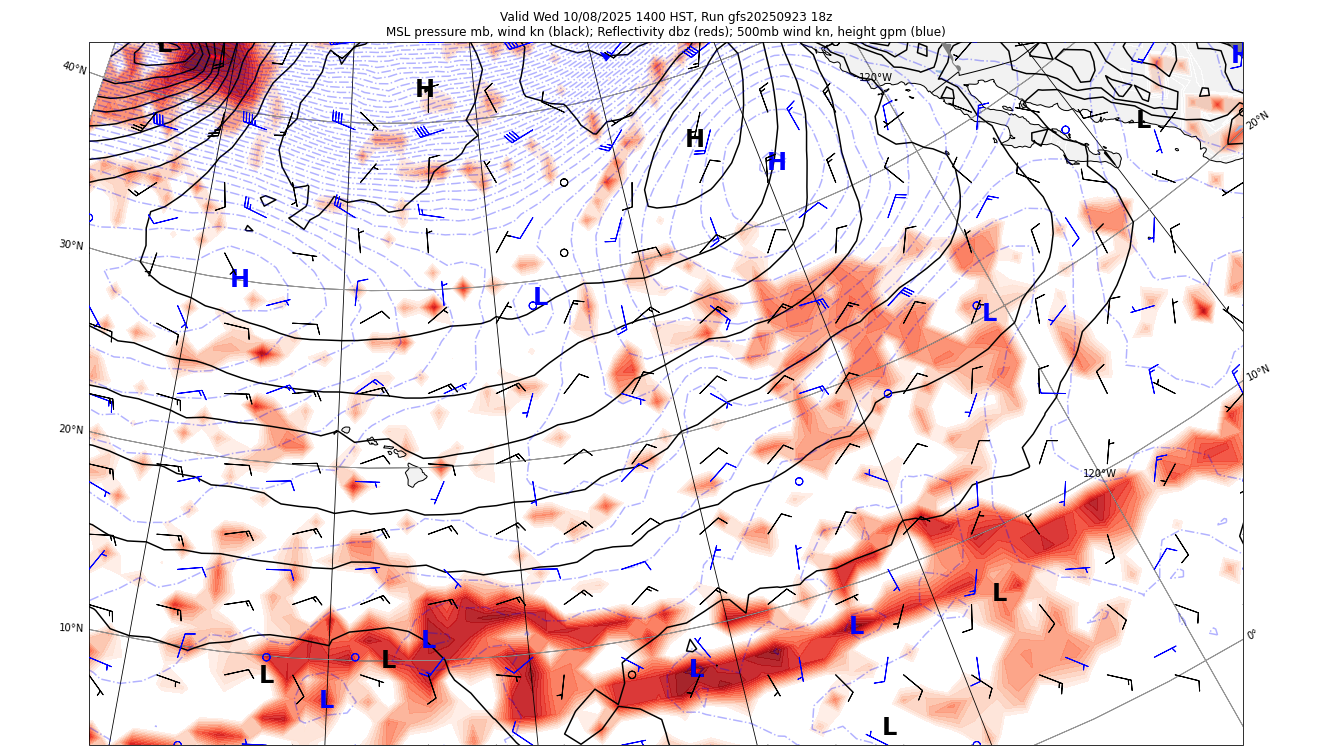 Valid Wed 10/08/2025 1400 HST, Run gfs20250923 18z
MSL pressure mb, wind kn (black); Reflectivity dbz (reds); 500mb wind kn, height gpm (blue)
L
H
40°N
120°W
H
L
20°N
H
H
30°N
H
L
L
10°N
20°N
120°W
L
10°N
L
L
0°
L
L
L
L
L